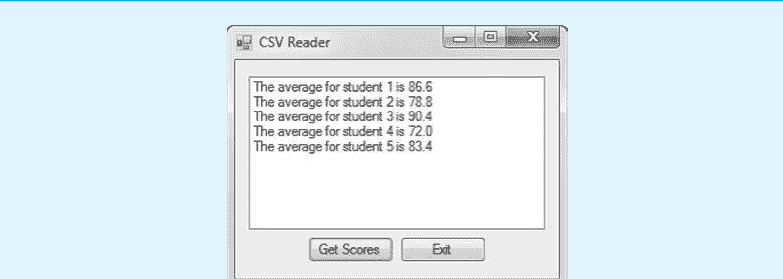 CSV Reader
The average for student 1 is 86.6
The average for student 2 is 78.8
The average for student 3 is 90.4
The average for student 4 is 72.0
The average for student 5 is 83.4
Get Scores
Exit